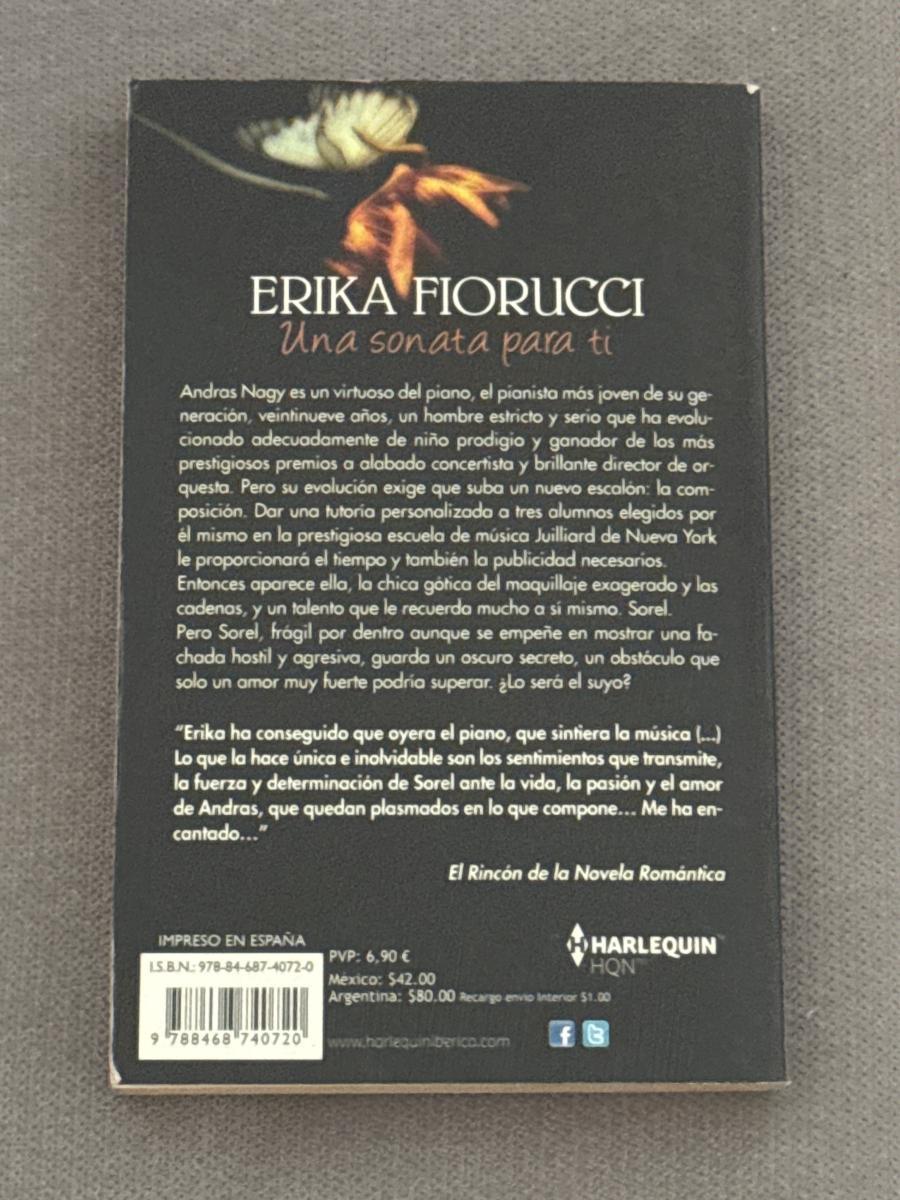 ERIKA FIORUCCI
Una sonata para ti
Andras Nagy es un virtuoso del piano, el pianista más joven de su ge-
neración, veintinueve años, un hombre estricto y serio que ha evolu-
cionado adecuadamente de niño prodigio y ganador de los más
prestigiosos premios a alabado concertista y brillante director de or-
questa. Pero su evolución exige que suba un nuevo escalón: la com-
posición. Dar una tutoría personalizada a tres alumnos elegidos por
él mismo en la prestigiosa escuela de música Juilliard de Nueva York
le proporcionará el tiempo y también la publicidad necesarios.
Entonces aparece ella, la chica gótica del maquillaje exagerado y las
cadenas, y un talento que le recuerda mucho a sí mismo. Sorel.
Pero Sorel, frágil por dentro aunque se empeñe en mostrar una fa-
chada hostil y agresiva, guarda un oscuro secreto, un obstáculo que
solo un amor muy fuerte podría superar. ¿Lo será el suyo?
“Erika ha conseguido que oyera el piano, que sintiera la música (...)
Lo que la hace única e inolvidable son los sentimientos que transmite,
la fuerza y determinación de Sorel ante la vida, la pasión y el amor
de Andras, que quedan plasmados en lo que compone... Me ha en-
cantado...”
El Rincón de la Novela Romántica
IMPRESO EN ESPAÑA
I.S.B.N.: 978-84-687-4072-0
9 788468 740720
PVP: 6,90 €
México: $42.00
Argentina: $80.00 Recargo envío Interior $1.00
www.harlequiniberica.com
H HARLEQUIN™
HQN™
f t